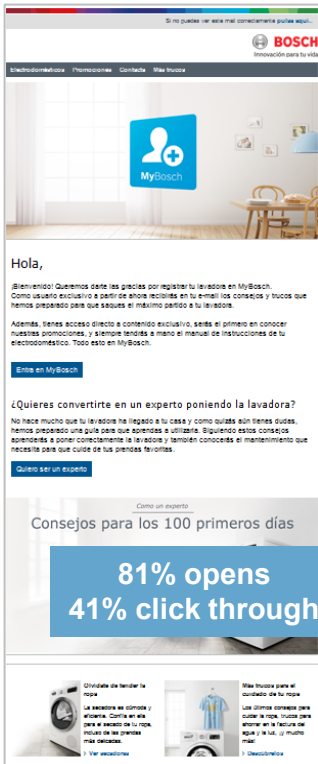 Si no puedes ver este mail correctamente pulsa aquí.
BOSCH
Innovación para tu vida
Electrodomésticos Promociones Contacta Más trucos
MyBosch
Hola,
¡Bienvenido! Queremos darte las gracias por registrar tu lavadora en MyBosch.
Como usuario exclusivo a partir de ahora recibirás en tu e-mail los consejos y trucos que
hemos preparado para que saques el máximo partido a tu lavadora.
Además, tienes acceso directo a contenido exclusivo, serás el primero en conocer
nuestras promociones, y siempre tendrás a mano el manual de instrucciones de tu
electrodoméstico. Todo esto en MyBosch.
Entra en MyBosch
¿Quieres convertirte en un experto poniendo la lavadora?
No hace mucho que tu lavadora ha llegado a tu casa y como quizás aún tienes dudas,
hemos preparado una guía para que aprendas a utilizarla. Siguiendo estos consejos
aprenderás a poner correctamente la lavadora y también conocerás el mantenimiento que
necesita para que cuide de tus prendas favoritas.
Quiero ser un experto
Como un experto
Consejos para los 100 primeros días
81% opens
41% click through
Olvídate de tender la
ropa
La secadora es cómoda y
eficiente. Confía en ella
para el secado de tu ropa,
incluso de las prendas
más delicadas.
> Ver secadoras
Más trucos para el
cuidado de tu ropa
Los últimos consejos para
cuidar la ropa, trucos para
ahorrar en la factura del
agua y la luz, ¡y mucho
más!
> Descúbrelos